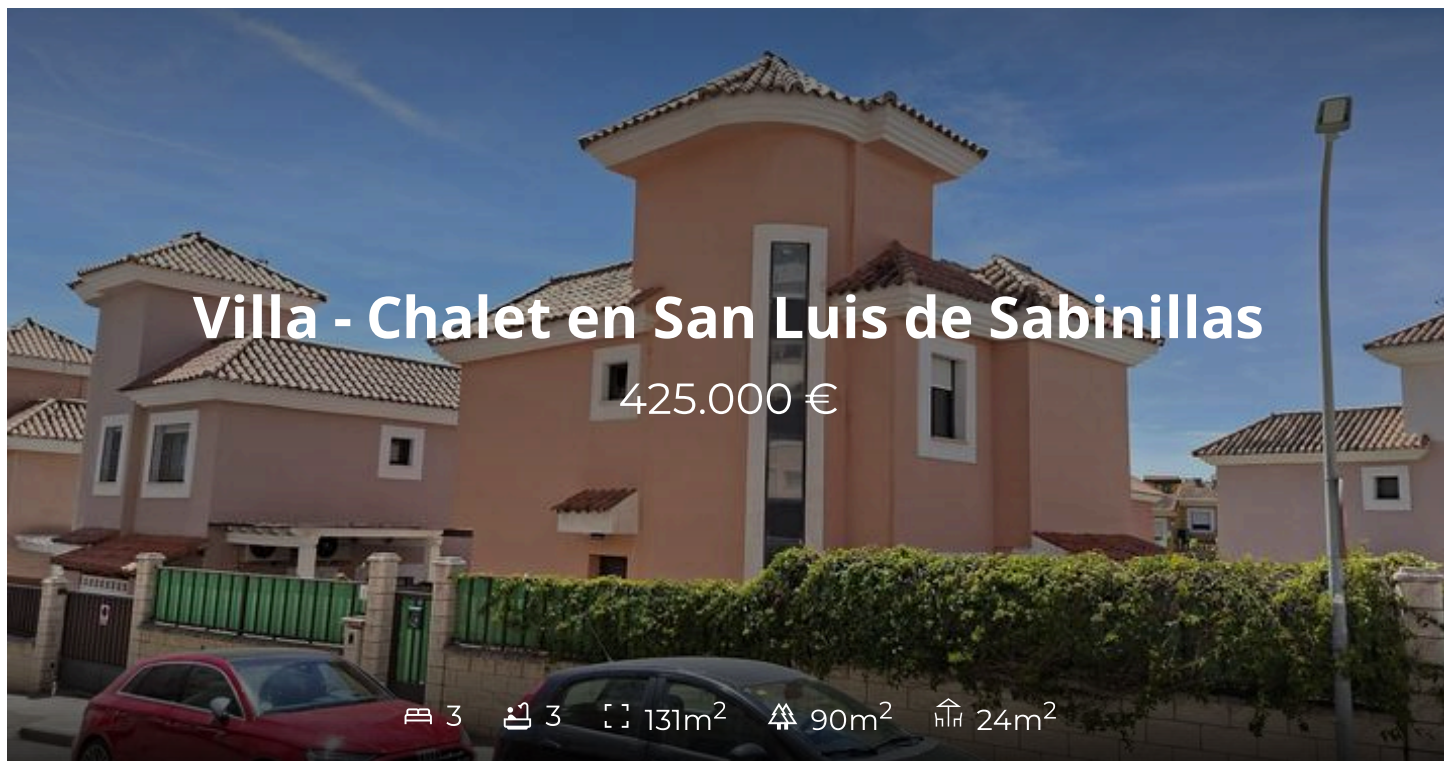 Villa - Chalet en San Luis de Sabinillas
425.000 €
3 3 131m² 90m² 24m²